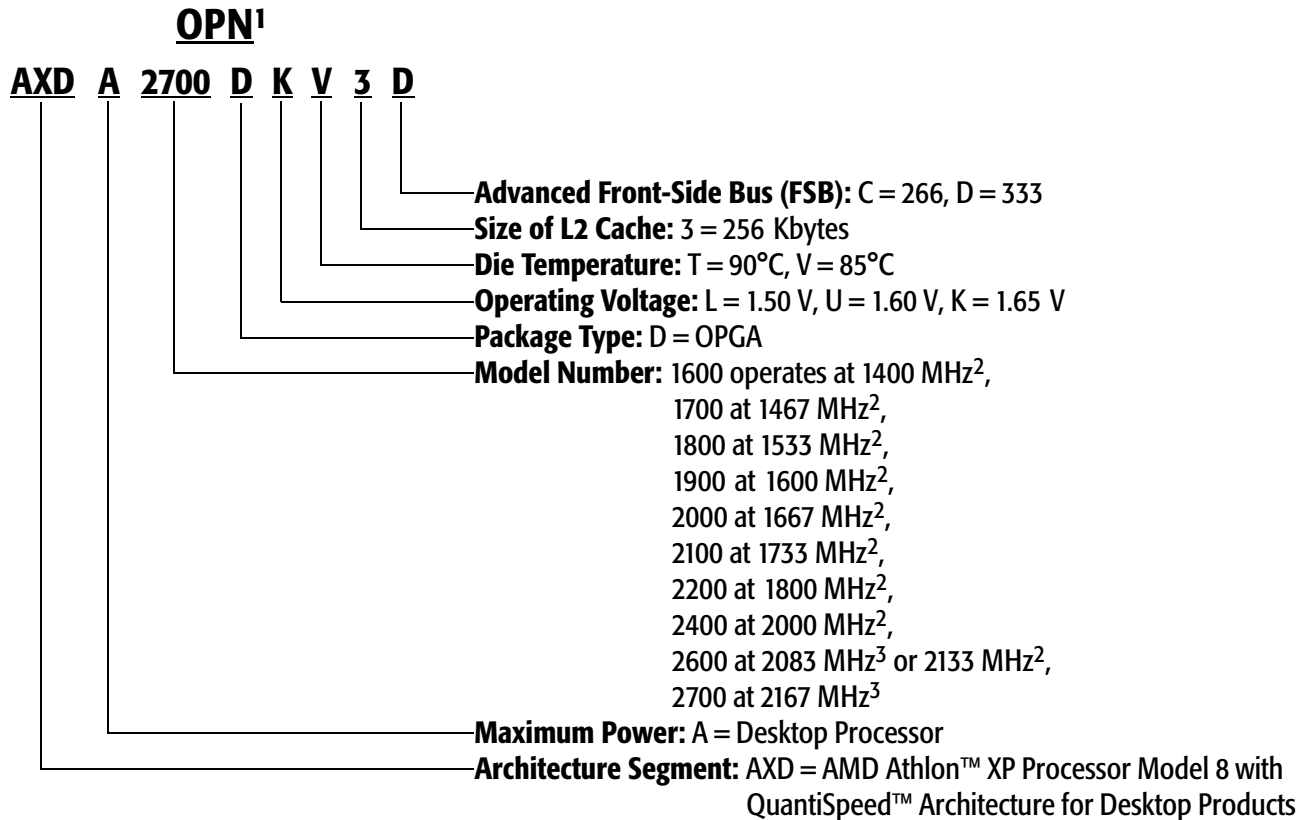 OPN¹
AXD A 2700 D K V 3 D
Advanced Front-Side Bus (FSB): C = 266, D = 333
Size of L2 Cache: 3 = 256 Kbytes
Die Temperature: T = 90°C, V = 85°C
Operating Voltage: L = 1.50 V, U = 1.60 V, K = 1.65 V
Package Type: D = OPGA
Model Number: 1600 operates at 1400 MHz²,
1700 at 1467 MHz²,
1800 at 1533 MHz²,
1900 at 1600 MHz²,
2000 at 1667 MHz²,
2100 at 1733 MHz²,
2200 at 1800 MHz²,
2400 at 2000 MHz²,
2600 at 2083 MHz³ or 2133 MHz²,
2700 at 2167 MHz³
Maximum Power: A = Desktop Processor
Architecture Segment: AXD = AMD Athlon™ XP Processor Model 8 with
QuantiSpeed™ Architecture for Desktop Products